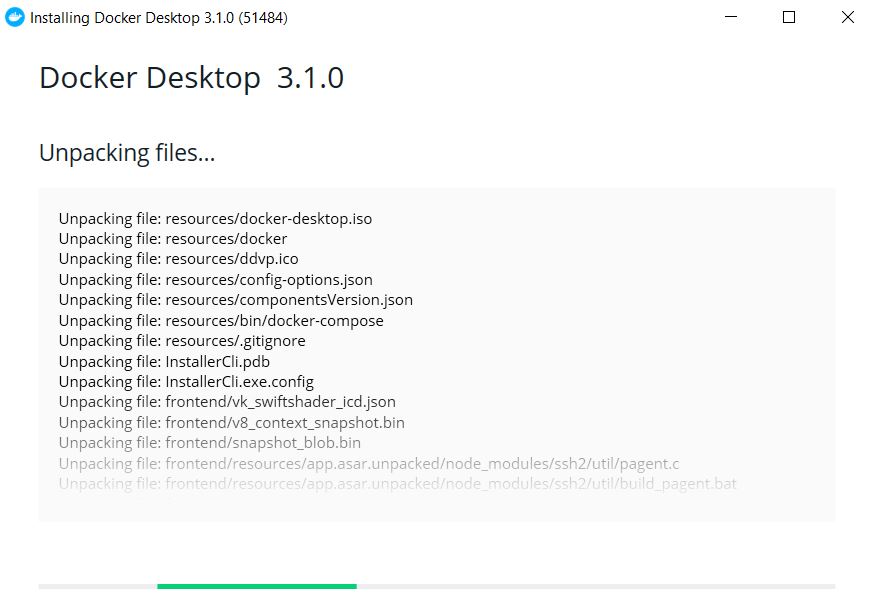 Installing Docker Desktop 3.1.0 (51484)
Docker Desktop 3.1.0
Unpacking files...
Unpacking file: resources/docker-desktop.iso
Unpacking file: resources/docker
Unpacking file: resources/ddvp.ico
Unpacking file: resources/config-options.json
Unpacking file: resources/componentsVersion.json
Unpacking file: resources/bin/docker-compose
Unpacking file: resources/.gitignore
Unpacking file: InstallerCli.pdb
Unpacking file: InstallerCli.exe.config
Unpacking file: frontend/vk_swiftshader_icd.json
Unpacking file: frontend/v8_context_snapshot.bin
Unpacking file: frontend/snapshot_blob.bin
Unpacking file: frontend/resources/app.asar.unpacked/node_modules/ssh2/util/pagent.c
Unpacking file: frontend/resources/app.asar.unpacked/node_modules/ssh2/util/build_pagent.bat